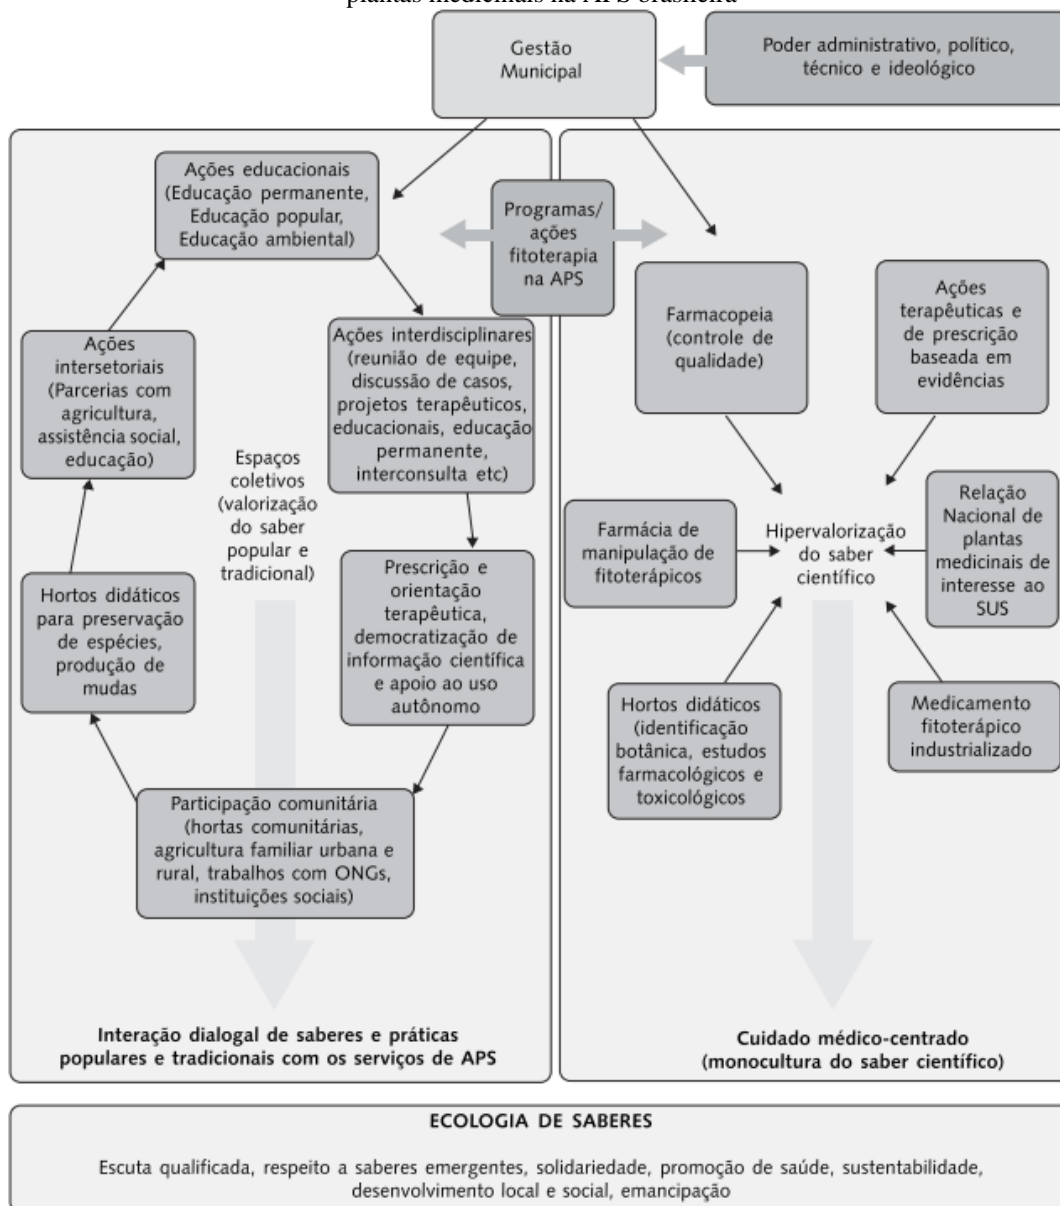 plantas medicinais na APS brasileira
Gestão
Municipal
Poder administrativo, político,
técnico e ideológico
Ações educacionais
(Educação permanente,
Educação popular,
Educação ambiental)
Programas/
ações
fitoterapia
na APS
Ações
intersetoriais
(Parcerias com
agricultura,
assistência social,
educação)
Ações interdisciplinares
(reunião de equipe,
discussão de casos,
projetos terapêuticos,
educacionais, educação
permanente,
interconsulta etc)
Espaços
coletivos
(valorização
do saber
popular e
tradicional)
Hortos didáticos
para preservação
de espécies,
produção de
mudas
Prescrição e
orientação
terapêutica,
democratização de
informação científica
e apoio ao uso
autônomo
Participação comunitária
(hortas comunitárias,
agricultura familiar urbana e
rural, trabalhos com ONGs,
instituições sociais)
Interação dialogal de saberes e práticas
populares e tradicionais com os serviços de APS
Farmacopeia
(controle de
qualidade)
Ações
terapêuticas e
de prescrição
baseada em
evidências
Farmácia de
manipulação de
fitoterápicos
Hipervalorização
do saber
científico
Relação
Nacional de
plantas
medicinais de
interesse ao
SUS
Hortos didáticos
(identificação
botânica, estudos
farmacológicos e
toxicológicos
Medicamento
fitoterápico
industrializado
Cuidado médico-centrado
(monocultura do saber científico)
ECOLOGIA DE SABERES
Escuta qualificada, respeito a saberes emergentes, solidariedade, promoção de saúde, sustentabilidade,
desenvolvimento local e social, emancipação